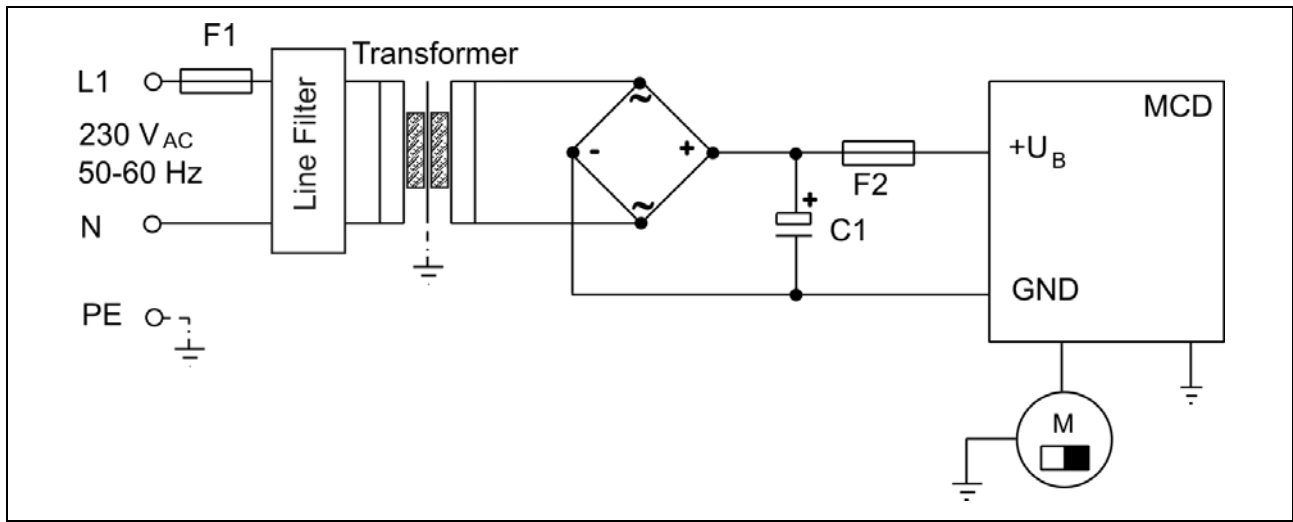 F1
Transformer
L1
Line Filter
230 VAC
50-60 Hz
N
PE
~
-
+
~
F2
+
C1
MCD
+UB
GND
M